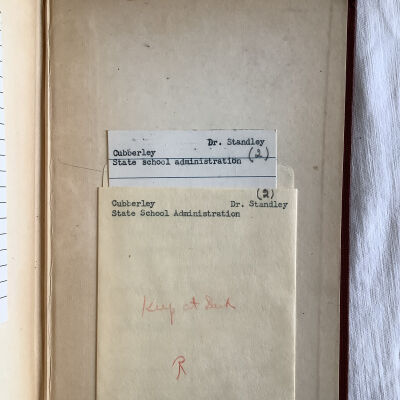 Dr. Standley
Cubberley (2)
State school administration
(2)
Cubberley Dr. Standley
State School Administration
Keep at Desk
R